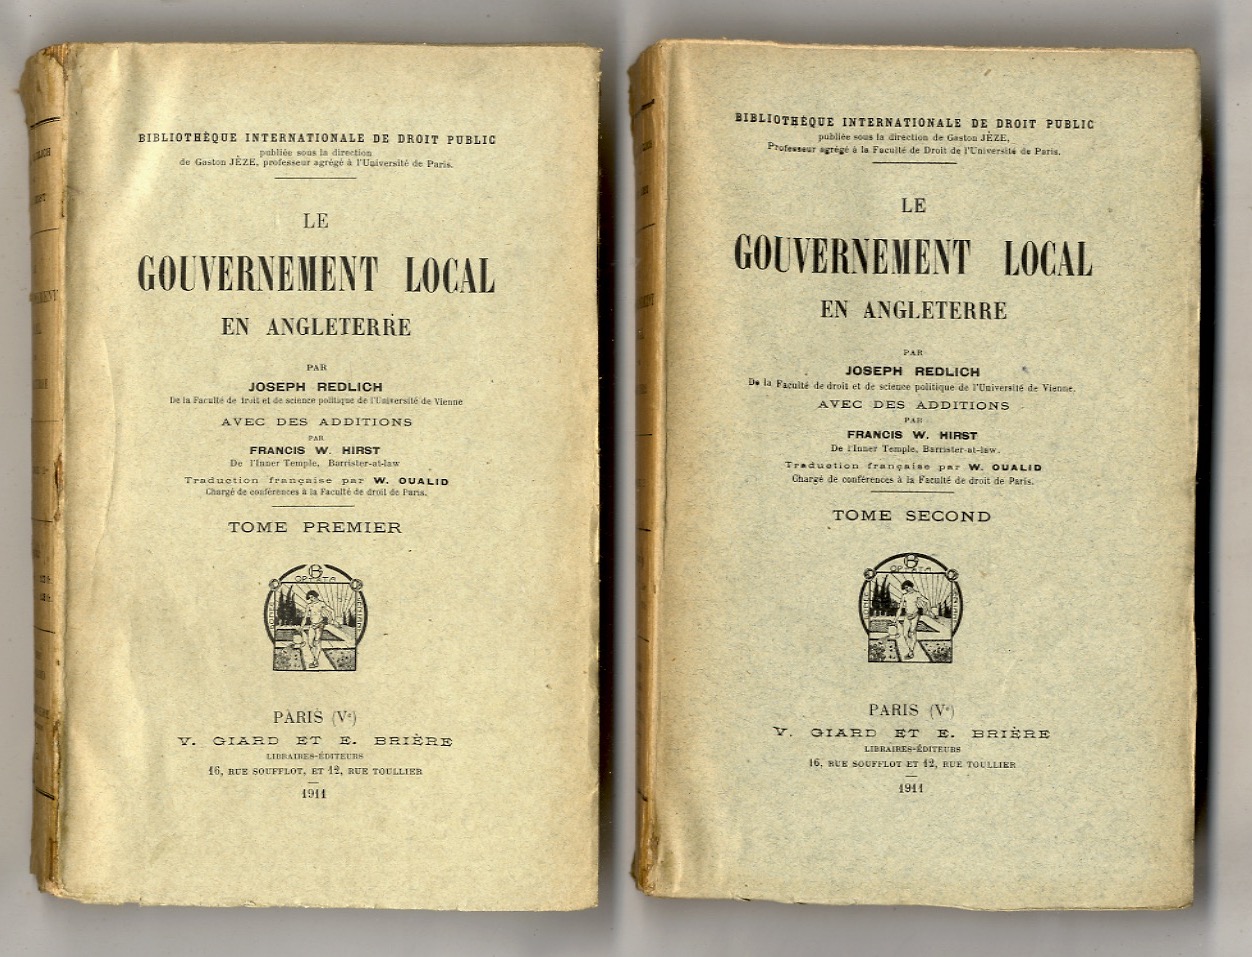 BIBLIOTHÈQUE INTERNATIONALE DE DROIT PUBLIC
publiée sous la direction
de Gaston JÈZE, professeur agrégé à l'Université de Paris.
LE
GOUVERNEMENT LOCAL
EN ANGLETERRE
PAR
JOSEPH REDLICH
De la Faculté de droit et de science politique de l'Université de Vienne
AVEC DES ADDITIONS
PAR
FRANCIS W. HIRST
De l'Inner Temple, Barrister-at-law
Traduction française par W. OUALID
Chargé de conférences à la Faculté de droit de Paris.
TOME PREMIER
OPTATA
PARIS (Ve)
V. GIARD ET E. BRIÈRE
LIBRAIRES-ÉDITEURS
16, RUE SOUFFLOT, ET 12, RUE TOULLIER
1911
BIBLIOTHÈQUE INTERNATIONALE DE DROIT PUBLIC
publiée sous la direction de Gaston JÈZE,
Professeur agrégé à la Faculté de Droit de l'Université de Paris.
LE
GOUVERNEMENT LOCAL
EN ANGLETERRE
PAR
JOSEPH REDLICH
De la Faculté de droit et de science politique de l'Université de Vienne.
AVEC DES ADDITIONS
PAR
FRANCIS W. HIRST
De l'Inner Temple, Barrister-at-law.
Traduction française par W. OUALID
Chargé de conférences à la Faculté de droit de Paris.
TOME SECOND
OPTATA
PARIS (Ve)
V. GIARD ET E. BRIÈRE
LIBRAIRES-ÉDITEURS
16, RUE SOUFFLOT ET 12, RUE TOULLIER
1911